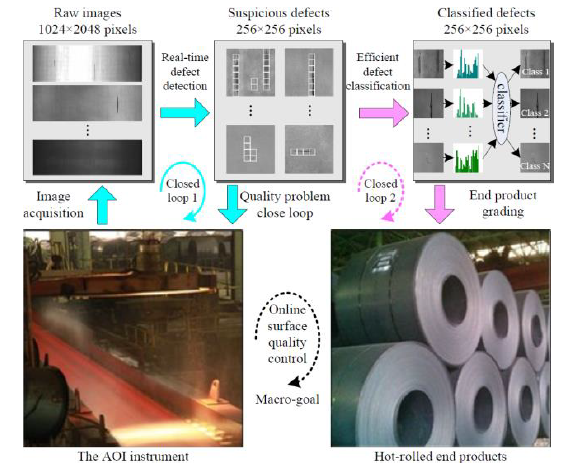 Raw images
1024×2048 pixels
Suspicious defects
256×256 pixels
Classified defects
256×256 pixels
Real-time
defect
detection
Efficient
defect
classification
classifier
Class 1
Class 2
Class N
Image
acquisition
Closed
loop 1
Quality problem
close loop
Closed
loop 2
End product
grading
Online
surface
quality
control
Macro-goal
The AOI instrument
Hot-rolled end products